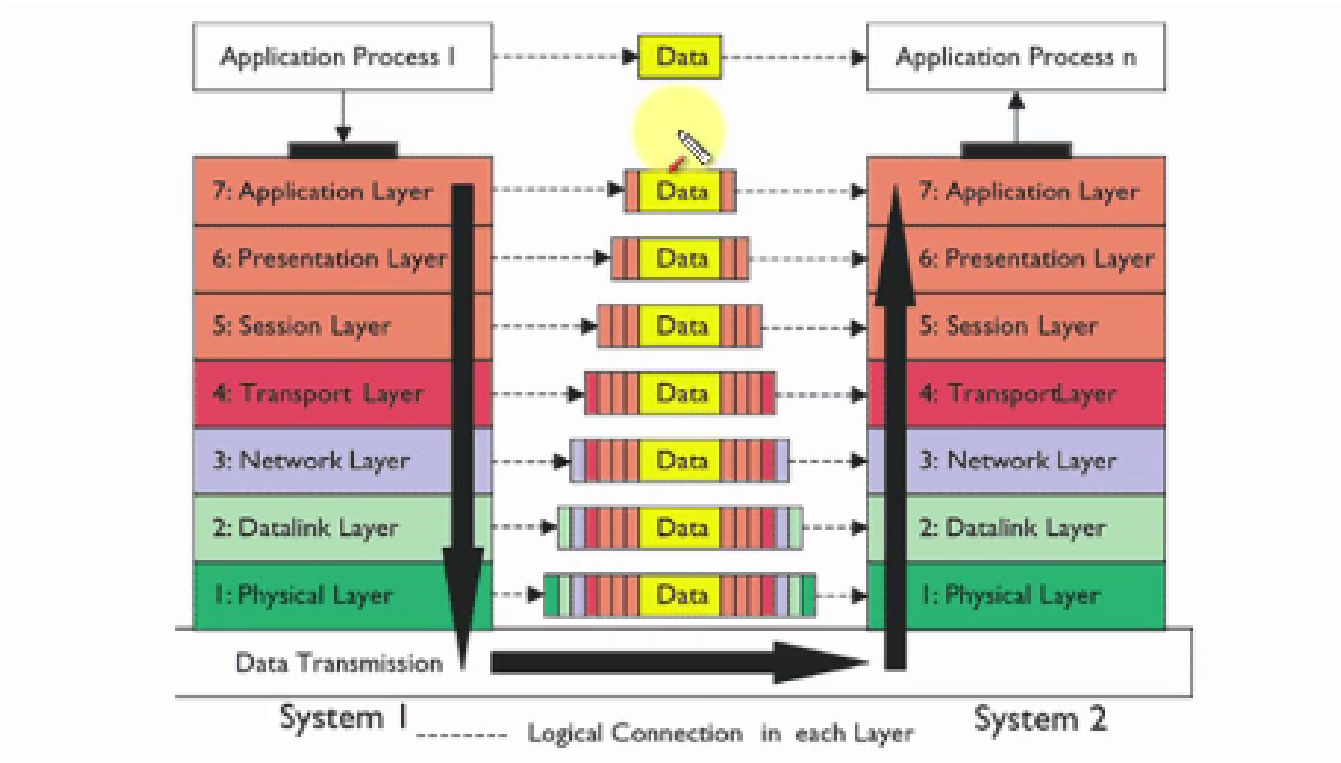 Application Process 1 Data Application Process n
7: Application Layer Data 7: Application Layer
6: Presentation Layer Data 6: Presentation Layer
5: Session Layer Data 5: Session Layer
4: Transport Layer Data 4: TransportLayer
3: Network Layer Data 3: Network Layer
2: Datalink Layer Data 2: Datalink Layer
1: Physical Layer Data 1: Physical Layer
Data Transmission
System 1 System 2
Logical Connection in each Layer